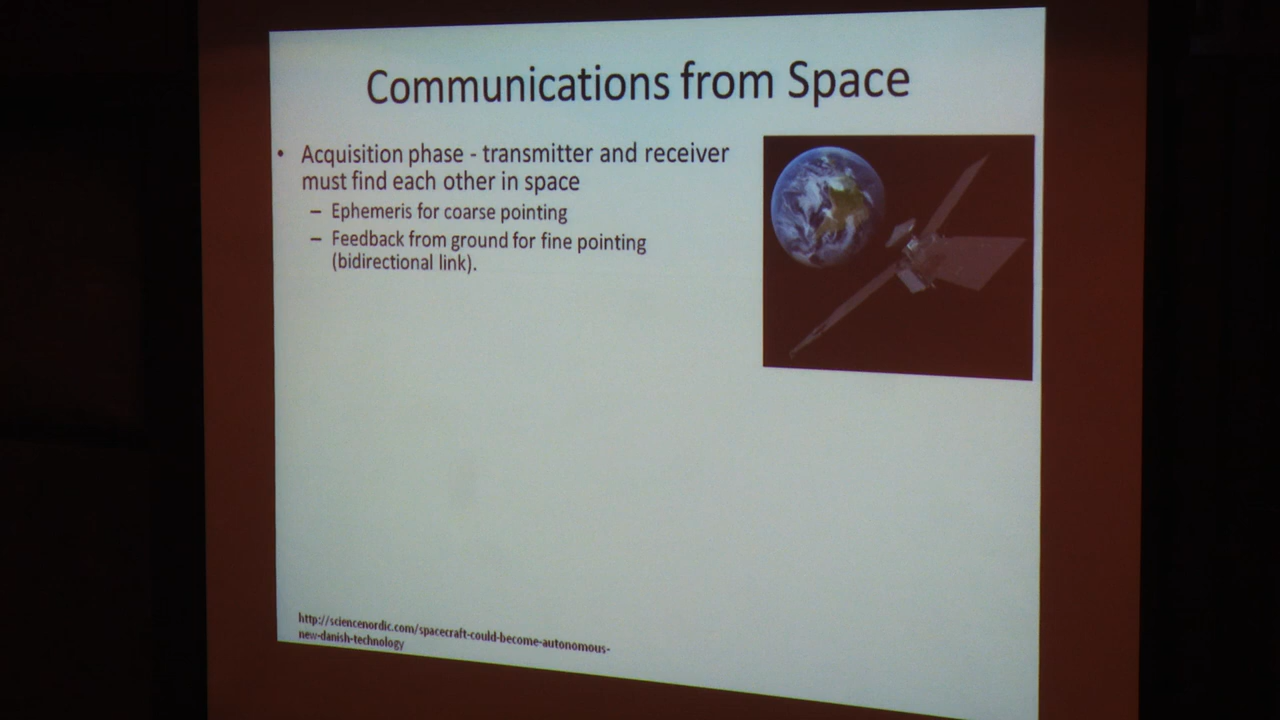 Communications from Space
• Acquisition phase - transmitter and receiver
must find each other in space
– Ephemeris for coarse pointing
– Feedback from ground for fine pointing
(bidirectional link).
http://sciencenordic.com/spacecraft-could-become-autonomous-
new-danish-technology